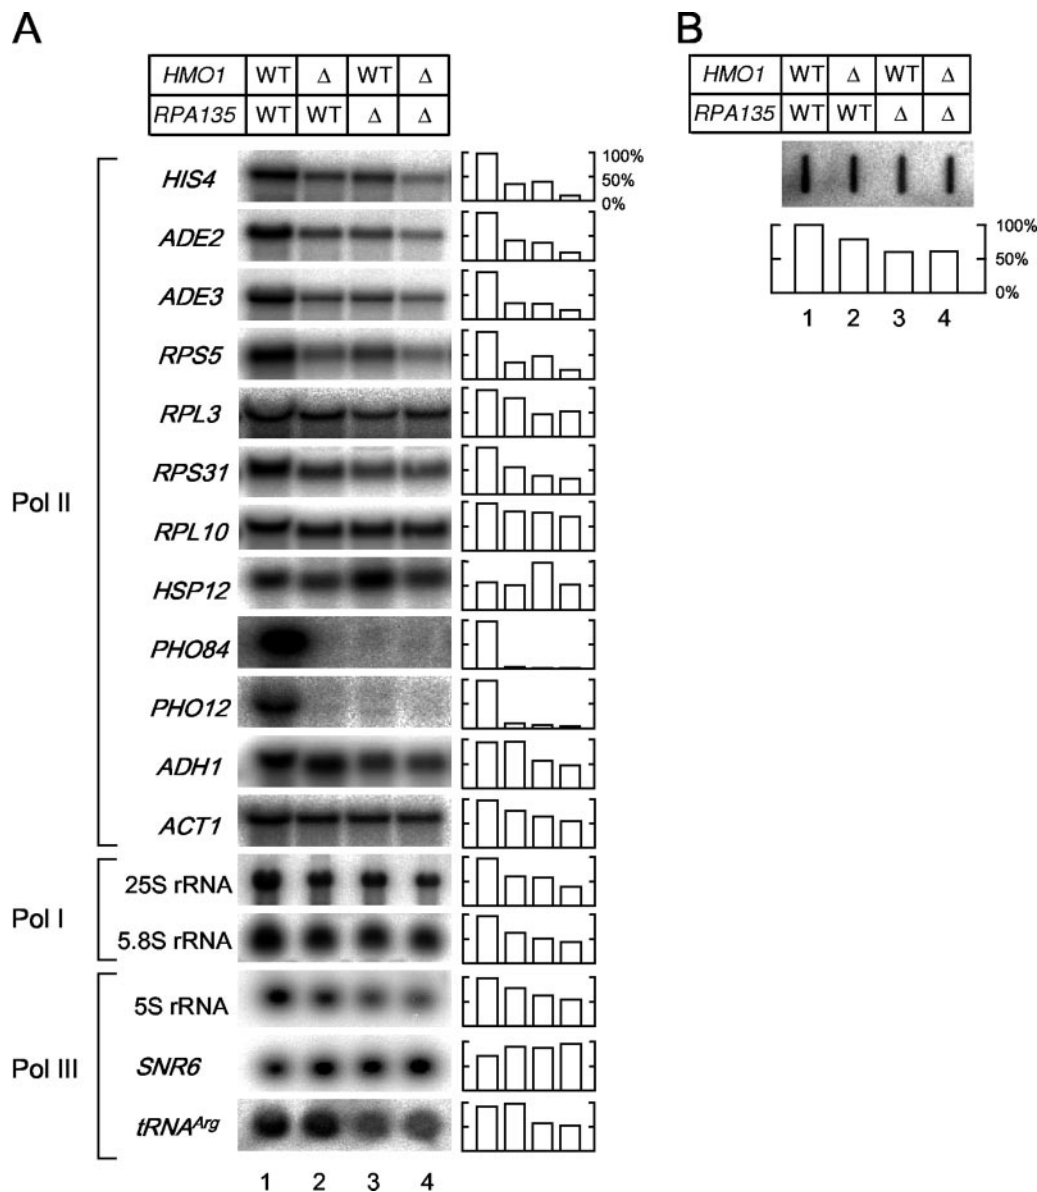 A
HMO1 WT Δ WT Δ
RPA135 WT WT Δ Δ
Pol II
HIS4 100% 50% 0%
ADE2
ADE3
RPS5
RPL3
RPS31
RPL10
HSP12
PHO84
PHO12
ADH1
ACT1
Pol I
25S rRNA
5.8S rRNA
Pol III
5S rRNA
SNR6
tRNAArg
1 2 3 4
B
HMO1 WT Δ WT Δ
RPA135 WT WT Δ Δ
100%
50%
0%
1 2 3 4